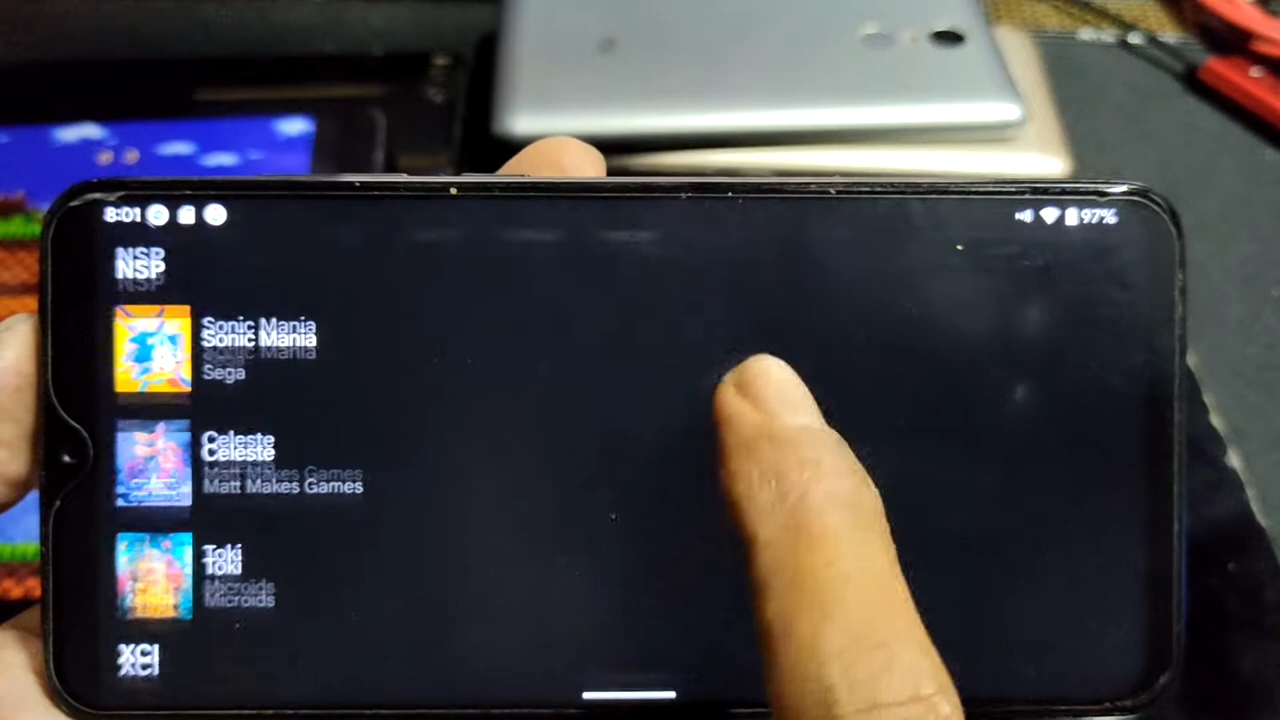 8:01
97%
NSP
Sonic Mania
Sega
Celeste
Matt Makes Games
Toki
Microids
XCI